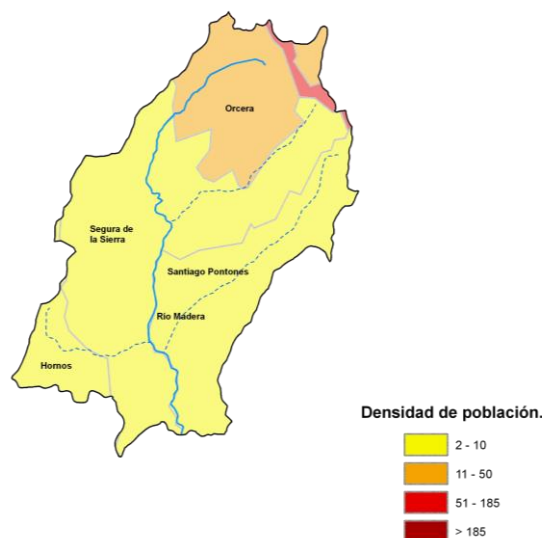 Orcera
Segura de
la Sierra
Santiago Pontones
Rio Madera
Hornos
Densidad de población.
2 - 10
11 - 50
51 - 185
> 185